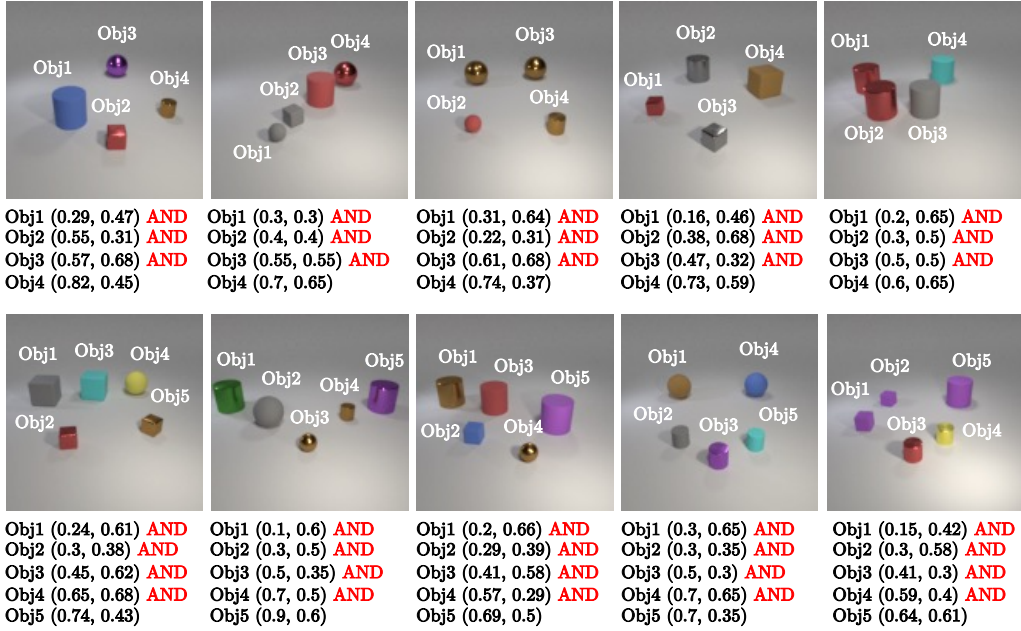 Obj3
Obj1
Obj4
Obj2
Obj1 (0.29, 0.47) AND
Obj2 (0.55, 0.31) AND
Obj3 (0.57, 0.68) AND
Obj4 (0.82, 0.45)
Obj4
Obj3
Obj2
Obj1
Obj1 (0.3, 0.3) AND
Obj2 (0.4, 0.4) AND
Obj3 (0.55, 0.55) AND
Obj4 (0.7, 0.65)
Obj3
Obj1
Obj2
Obj4
Obj1 (0.31, 0.64) AND
Obj2 (0.22, 0.31) AND
Obj3 (0.61, 0.68) AND
Obj4 (0.74, 0.37)
Obj2
Obj4
Obj1
Obj3
Obj1 (0.16, 0.46) AND
Obj2 (0.38, 0.68) AND
Obj3 (0.47, 0.32) AND
Obj4 (0.73, 0.59)
Obj1
Obj4
Obj2
Obj3
Obj1 (0.2, 0.65) AND
Obj2 (0.3, 0.5) AND
Obj3 (0.5, 0.5) AND
Obj4 (0.6, 0.65)
Obj1
Obj3
Obj4
Obj5
Obj2
Obj1 (0.24, 0.61) AND
Obj2 (0.3, 0.38) AND
Obj3 (0.45, 0.62) AND
Obj4 (0.65, 0.68) AND
Obj5 (0.74, 0.43)
Obj1
Obj5
Obj2
Obj4
Obj3
Obj1 (0.1, 0.6) AND
Obj2 (0.3, 0.5) AND
Obj3 (0.5, 0.35) AND
Obj4 (0.7, 0.5) AND
Obj5 (0.9, 0.6)
Obj1
Obj3
Obj5
Obj2
Obj4
Obj1 (0.2, 0.66) AND
Obj2 (0.29, 0.39) AND
Obj3 (0.41, 0.58) AND
Obj4 (0.57, 0.29) AND
Obj5 (0.69, 0.5)
Obj1
Obj4
Obj2
Obj5
Obj3
Obj1 (0.3, 0.65) AND
Obj2 (0.3, 0.35) AND
Obj3 (0.5, 0.3) AND
Obj4 (0.7, 0.65) AND
Obj5 (0.7, 0.35)
Obj2
Obj5
Obj1
Obj3
Obj4
Obj1 (0.15, 0.42) AND
Obj2 (0.3, 0.58) AND
Obj3 (0.41, 0.3) AND
Obj4 (0.59, 0.4) AND
Obj5 (0.64, 0.61)